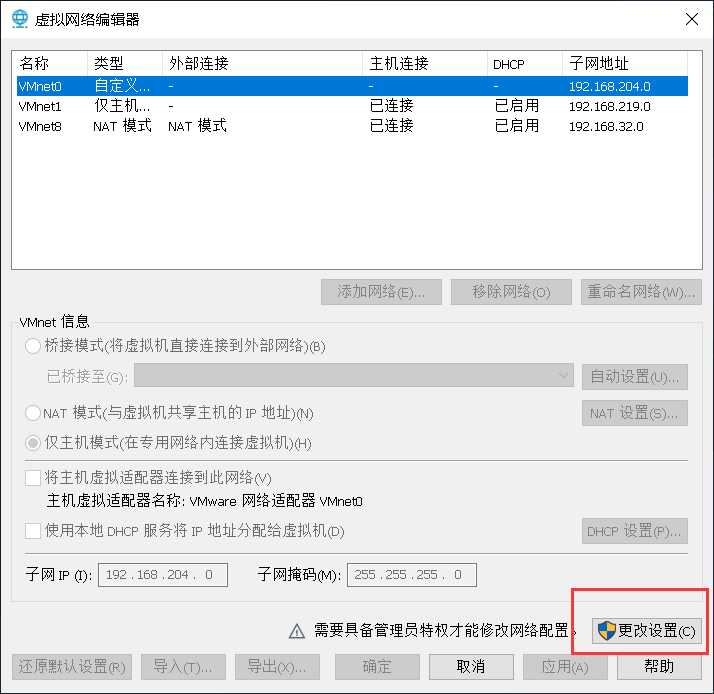 虚拟网络编辑器
名称 类型 外部连接 主机连接 DHCP 子网地址
VMnet0 自定义... - - - 192.168.204.0
VMnet1 仅主机... - 已连接 已启用 192.168.219.0
VMnet8 NAT 模式 NAT 模式 已连接 已启用 192.168.32.0
添加网络(E)... 移除网络(O) 重命名网络(W)...
VMnet 信息
桥接模式(将虚拟机直接连接到外部网络)(B)
已桥接至(G): 自动设置(U)...
NAT 模式(与虚拟机共享主机的 IP 地址)(N) NAT 设置(S)...
仅主机模式(在专用网络内连接虚拟机)(H)
将主机虚拟适配器连接到此网络(V)
主机虚拟适配器名称: VMware 网络适配器 VMnet0
使用本地 DHCP 服务将 IP 地址分配给虚拟机(D) DHCP 设置(P)...
子网 IP (I): 192 . 168 . 204 . 0 子网掩码(M): 255 . 255 . 255 . 0
需要具备管理员特权才能修改网络配置。 更改设置(C)
还原默认设置(R) 导入(T)... 导出(X)... 确定 取消 应用(A) 帮助